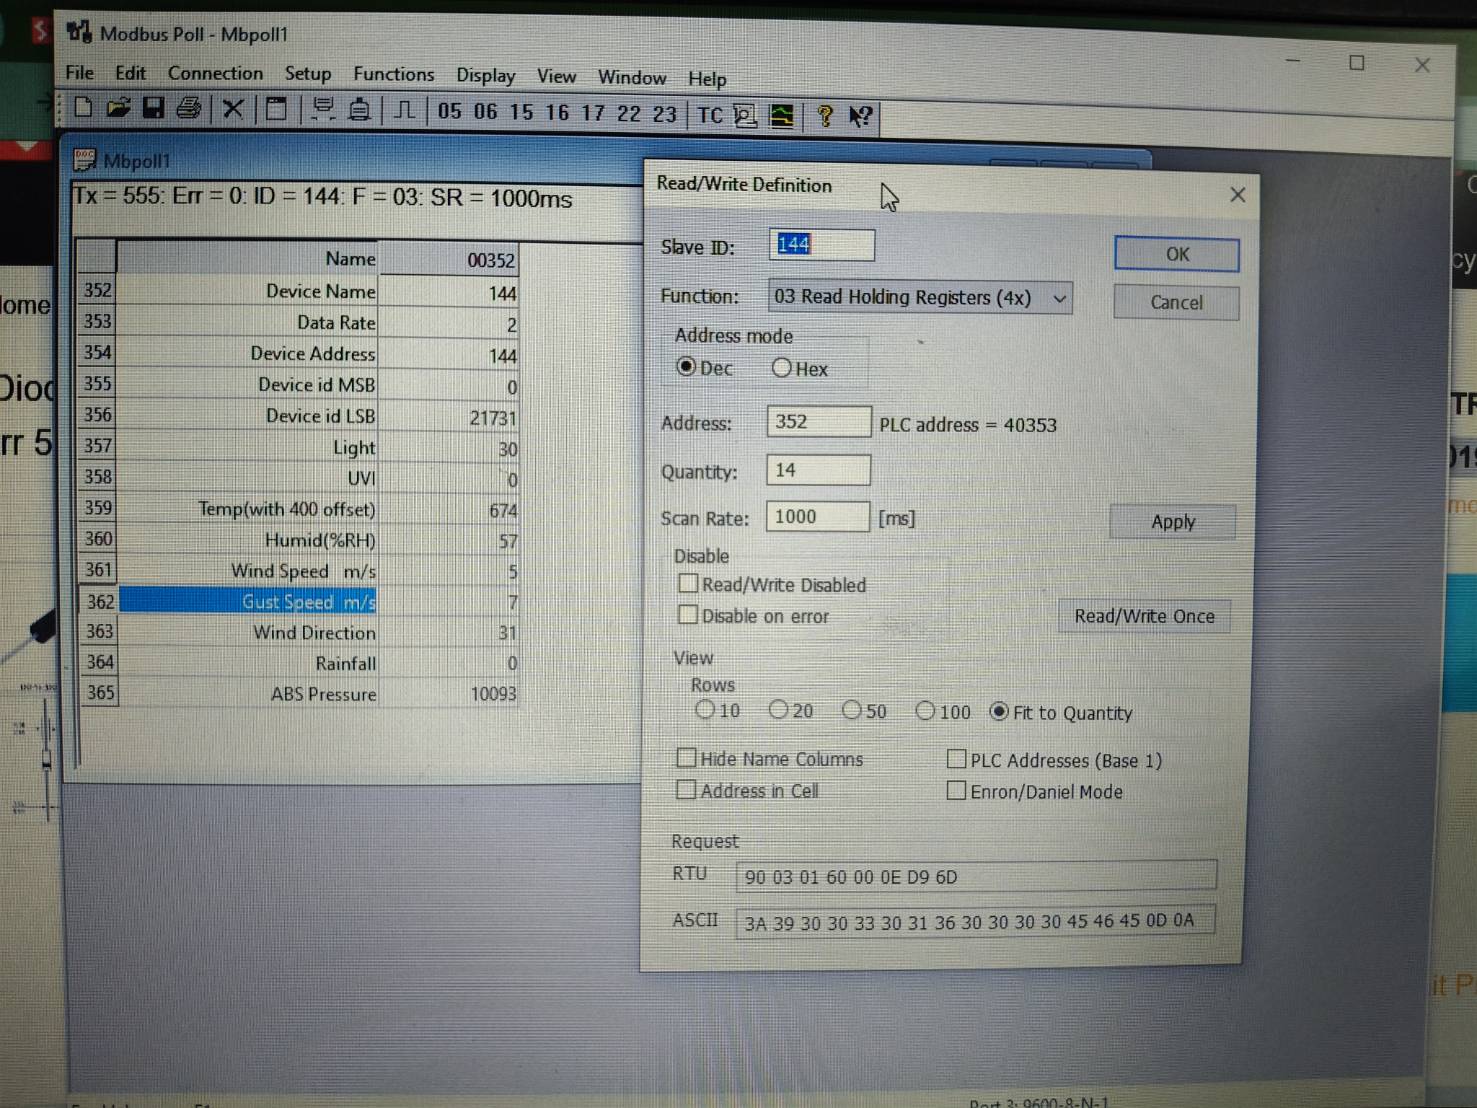 Modbus Poll - Mbpoll1
File Edit Connection Setup Functions Display View Window Help
05 06 15 16 17 22 23 TC
Mbpoll1
Tx = 555: Err = 0: ID = 144: F = 03: SR = 1000ms
Name 00352
352 Device Name 144
353 Data Rate 2
354 Device Address 144
355 Device id MSB 0
356 Device id LSB 21731
357 Light 30
358 UVI 0
359 Temp(with 400 offset) 674
360 Humid(%RH) 57
361 Wind Speed m/s 5
362 Gust Speed m/s 7
363 Wind Direction 31
364 Rainfall 0
365 ABS Pressure 10093
Read/Write Definition
Slave ID: 144
OK
Function: 03 Read Holding Registers (4x)
Cancel
Address mode
Dec Hex
Address: 352 PLC address = 40353
Quantity: 14
Scan Rate: 1000 [ms]
Apply
Disable
Read/Write Disabled
Disable on error
Read/Write Once
View
Rows
10 20 50 100 Fit to Quantity
Hide Name Columns PLC Addresses (Base 1)
Address in Cell Enron/Daniel Mode
Request
RTU 90 03 01 60 00 0E D9 6D
ASCII 3A 39 30 30 33 30 31 36 30 30 30 30 45 46 45 0D 0A
Port 3: 9600-8-N-1